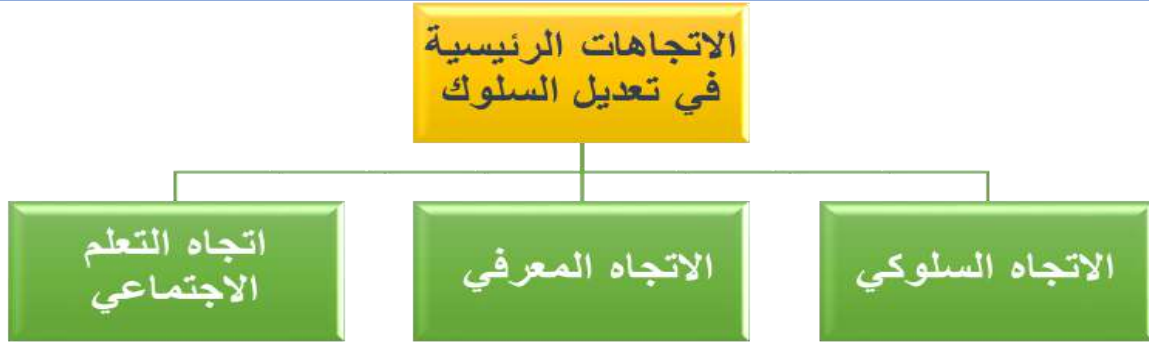 الاتجاهات الرئيسية
في تعديل السلوك
الاتجاه السلوكي
الاتجاه المعرفي
اتجاه التعلم
الاجتماعي